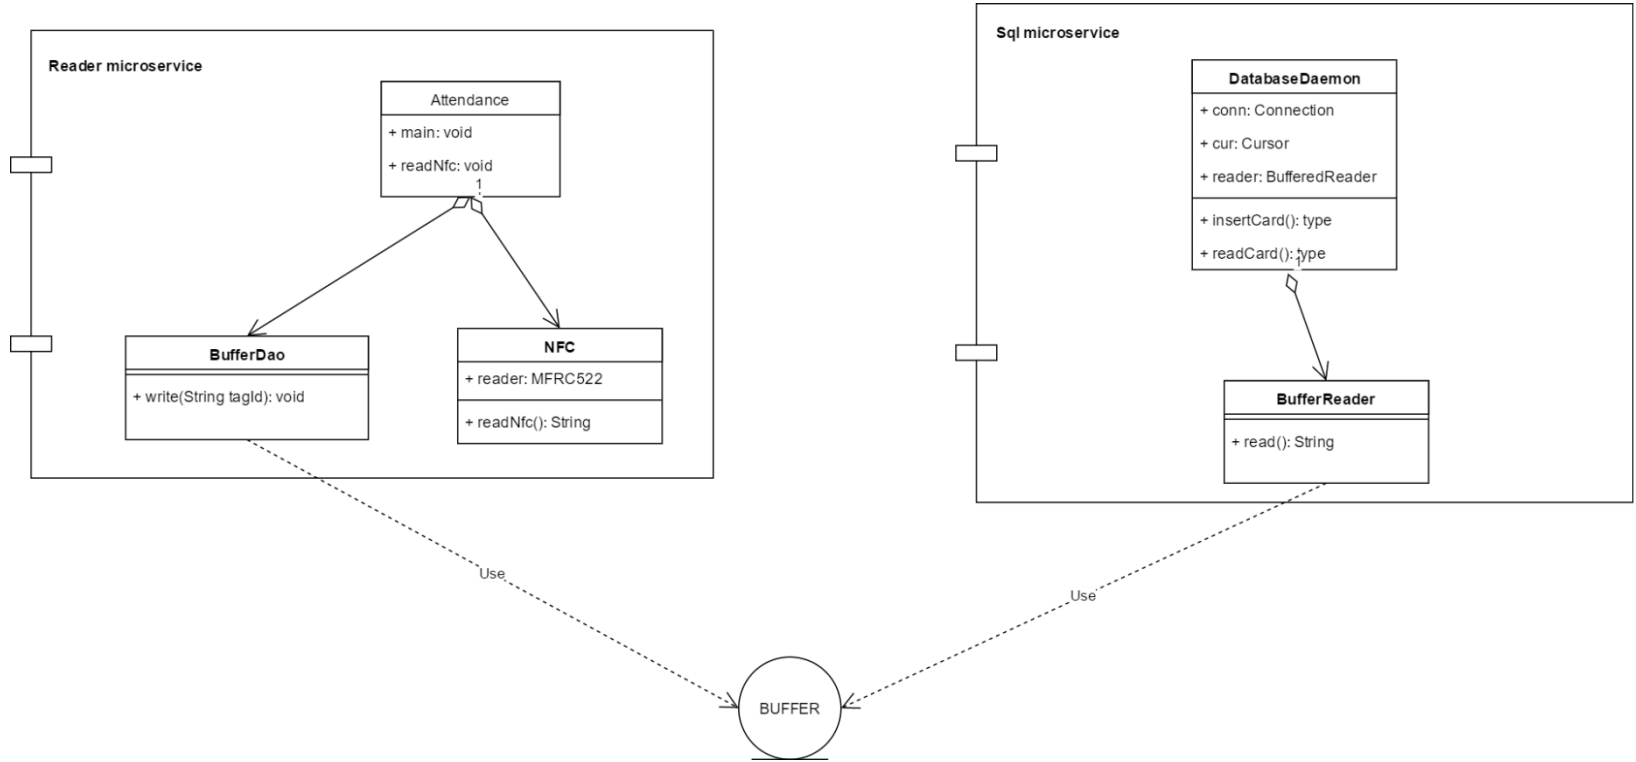 Reader microservice
Attendance
+ main: void
+ readNfc: void
1
BufferDao
+ write(String tagId): void
NFC
+ reader: MFRC522
+ readNfc(): String
Sql microservice
DatabaseDaemon
+ conn: Connection
+ cur: Cursor
+ reader: BufferedReader
+ insertCard(): type
+ readCard(): type
1
BufferReader
+ read(): String
Use
Use
BUFFER